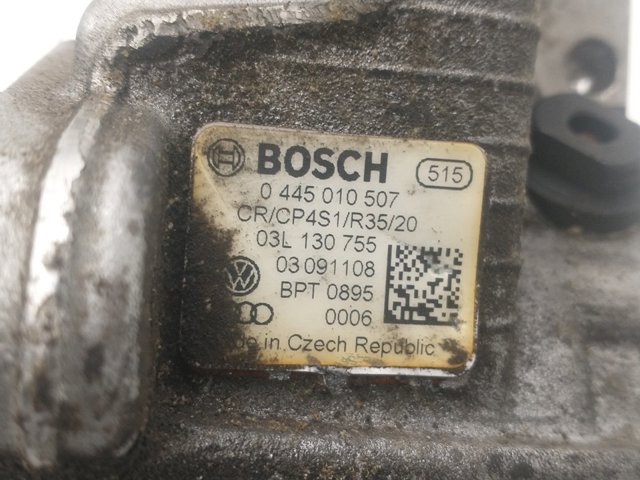 BOSCH 515
0 445 010 507
CR/CP4S1/R35/20
03L 130 755
03 091108
BPT 0895
0006
in Czech Republic